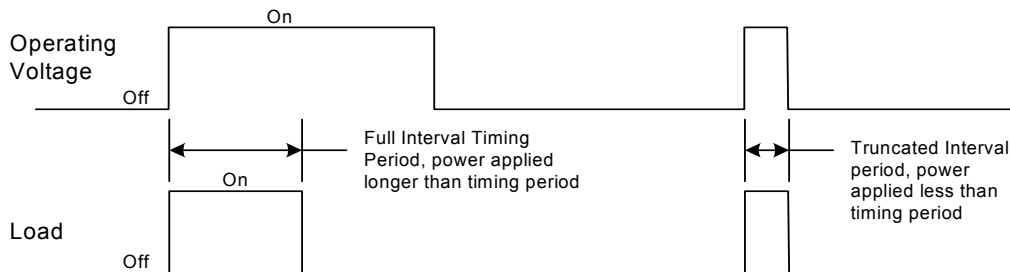 On
Operating
Voltage
Off
Full Interval Timing
Period, power applied
longer than timing period
Truncated Interval
period, power
applied less than
timing period
On
Load
Off